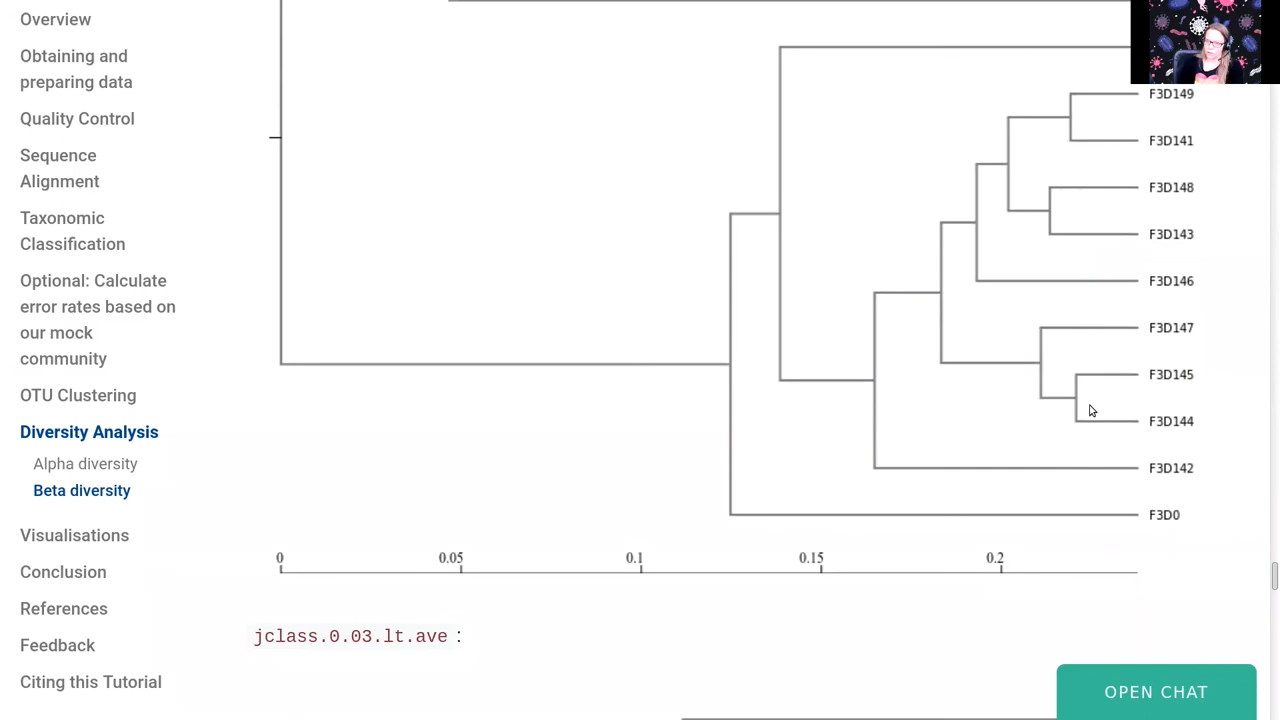 Overview
Obtaining and
preparing data
Quality Control
Sequence
Alignment
Taxonomic
Classification
Optional: Calculate
error rates based on
our mock
community
OTU Clustering
Diversity Analysis
Alpha diversity
Beta diversity
Visualisations
Conclusion
References
Feedback
Citing this Tutorial
F3D149
F3D141
F3D148
F3D143
F3D146
F3D147
F3D145
F3D144
F3D142
F3D0
0 0.05 0.1 0.15 0.2
jclass.0.03.lt.ave :
OPEN CHAT